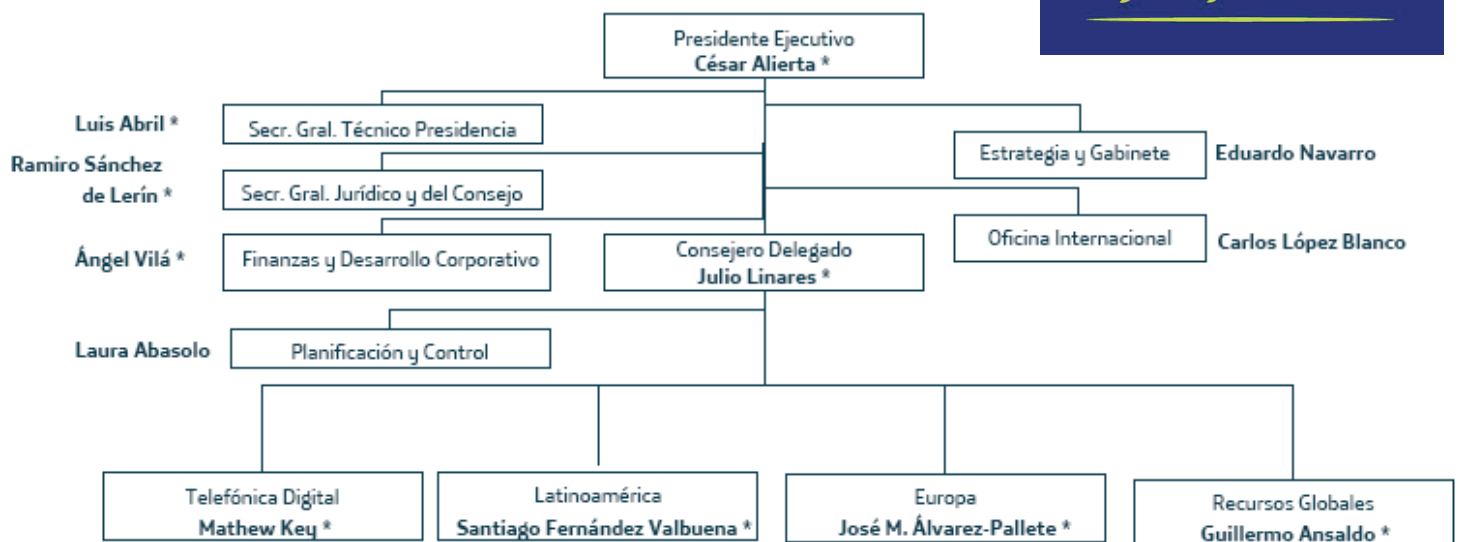 Presidente Ejecutivo
César Alierta *
Luis Abril *
Secr. Gral. Técnico Presidencia
Estrategia y Gabinete
Eduardo Navarro
Ramiro Sánchez
de Lerín *
Secr. Gral. Jurídico y del Consejo
Oficina Internacional
Carlos López Blanco
Ángel Vilá *
Finanzas y Desarrollo Corporativo
Consejero Delegado
Julio Linares *
Laura Abasolo
Planificación y Control
Telefónica Digital
Mathew Key *
Latinoamérica
Santiago Fernández Valbuena *
Europa
José M. Álvarez-Pallete *
Recursos Globales
Guillermo Ansaldo *